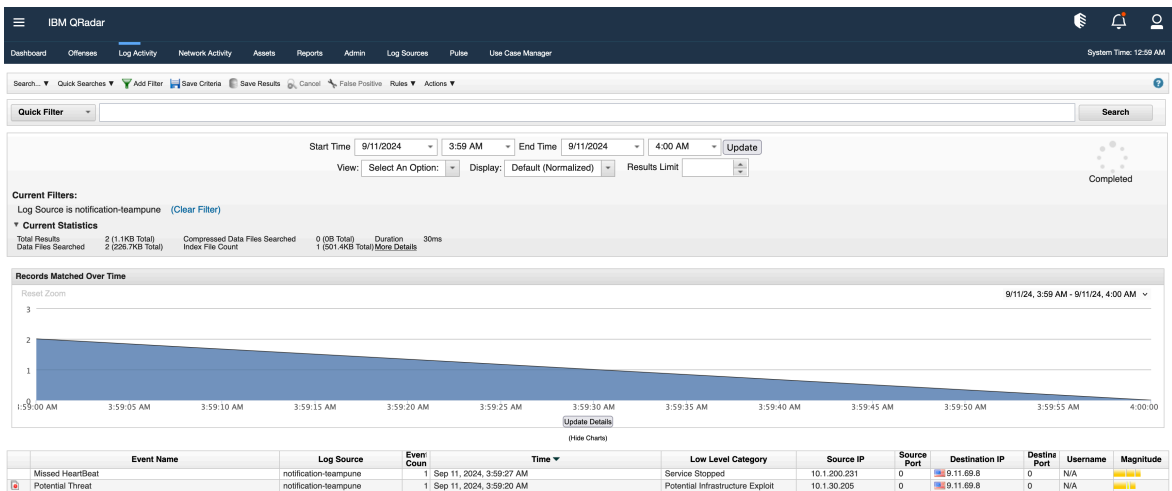 IBM QRadar
Dashboard Offenses Log Activity Network Activity Assets Reports Admin Log Sources Pulse Use Case Manager System Time: 12:59 AM
Search... ▼ Quick Searches ▼ Add Filter Save Criteria Save Results Cancel False Positive Rules ▼ Actions ▼
Quick Filter Search
Start Time 9/11/2024 3:59 AM End Time 9/11/2024 4:00 AM Update
View: Select An Option: Display: Default (Normalized) Results Limit
Completed
Current Filters:
Log Source is notification-teampune (Clear Filter)
▼ Current Statistics
Total Results 2 (1.1KB Total) Compressed Data Files Searched 0 (0B Total) Duration 30ms
Data Files Searched 2 (226.7KB Total) Index File Count 1 (501.4KB Total) More Details
Records Matched Over Time
Reset Zoom 9/11/24, 3:59 AM - 9/11/24, 4:00 AM
3
2
1
0
:59:00 AM 3:59:05 AM 3:59:10 AM 3:59:15 AM 3:59:20 AM 3:59:25 AM 3:59:30 AM 3:59:35 AM 3:59:40 AM 3:59:45 AM 3:59:50 AM 3:59:55 AM 4:00:00
Update Details
(Hide Charts)
Event Name Log Source Event Coun Time ▼ Low Level Category Source IP Source Port Destination IP Destina Port Username Magnitude
Missed HeartBeat notification-teampune 1 Sep 11, 2024, 3:59:27 AM Service Stopped 10.1.200.231 0 9.11.69.8 0 N/A
Potential Threat notification-teampune 1 Sep 11, 2024, 3:59:20 AM Potential Infrastructure Exploit 10.1.30.205 0 9.11.69.8 0 N/A